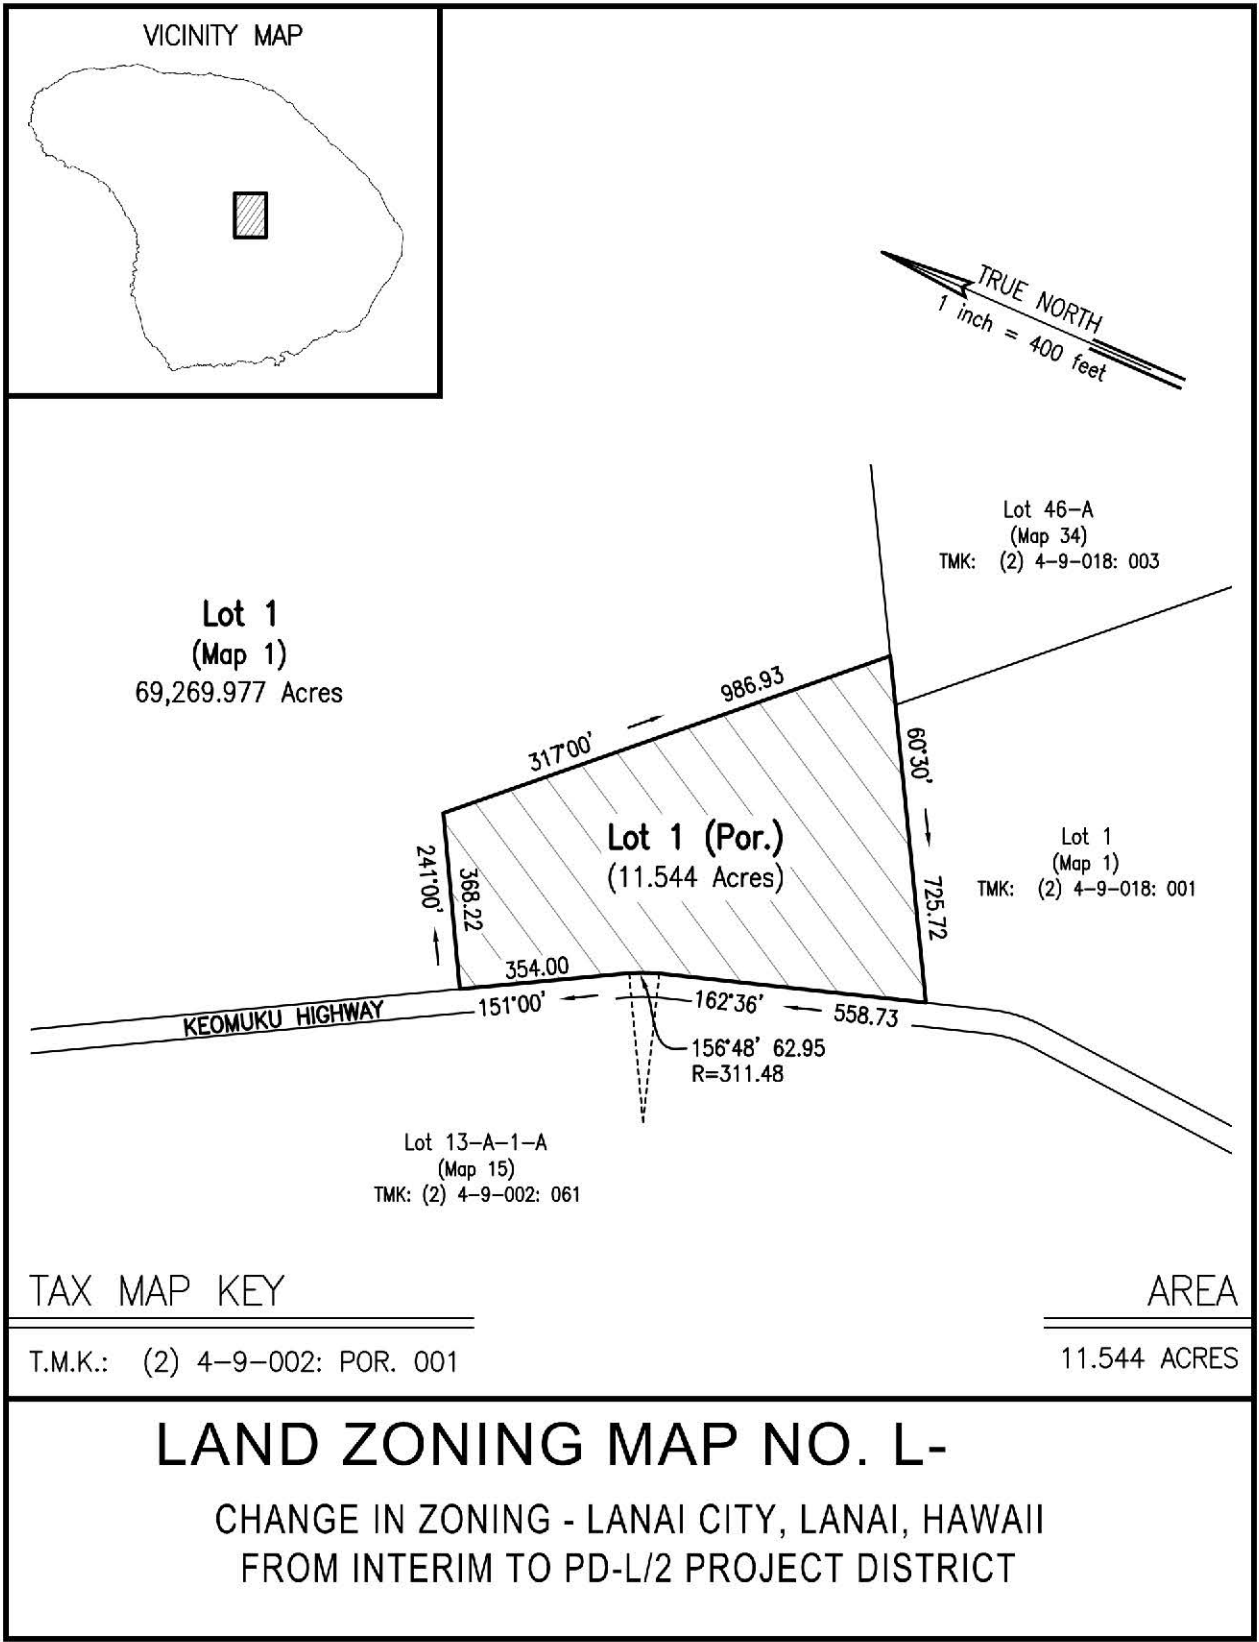 VICINITY MAP
TRUE NORTH
1 inch = 400 feet
Lot 46-A
(Map 34)
TMK: (2) 4-9-018: 003
Lot 1
(Map 1)
69,269.977 Acres
986.93
317°00'
60°30'
Lot 1 (Por.)
(11.544 Acres)
Lot 1
(Map 1)
TMK: (2) 4-9-018: 001
241°00'
368.22
725.72
354.00
KEOMUKU HIGHWAY
151°00'
162°36'
558.73
156°48' 62.95
R=311.48
Lot 13-A-1-A
(Map 15)
TMK: (2) 4-9-002: 061
TAX MAP KEY
AREA
T.M.K.: (2) 4-9-002: POR. 001
11.544 ACRES
LAND ZONING MAP NO. L-
CHANGE IN ZONING - LANAI CITY, LANAI, HAWAII
FROM INTERIM TO PD-L/2 PROJECT DISTRICT